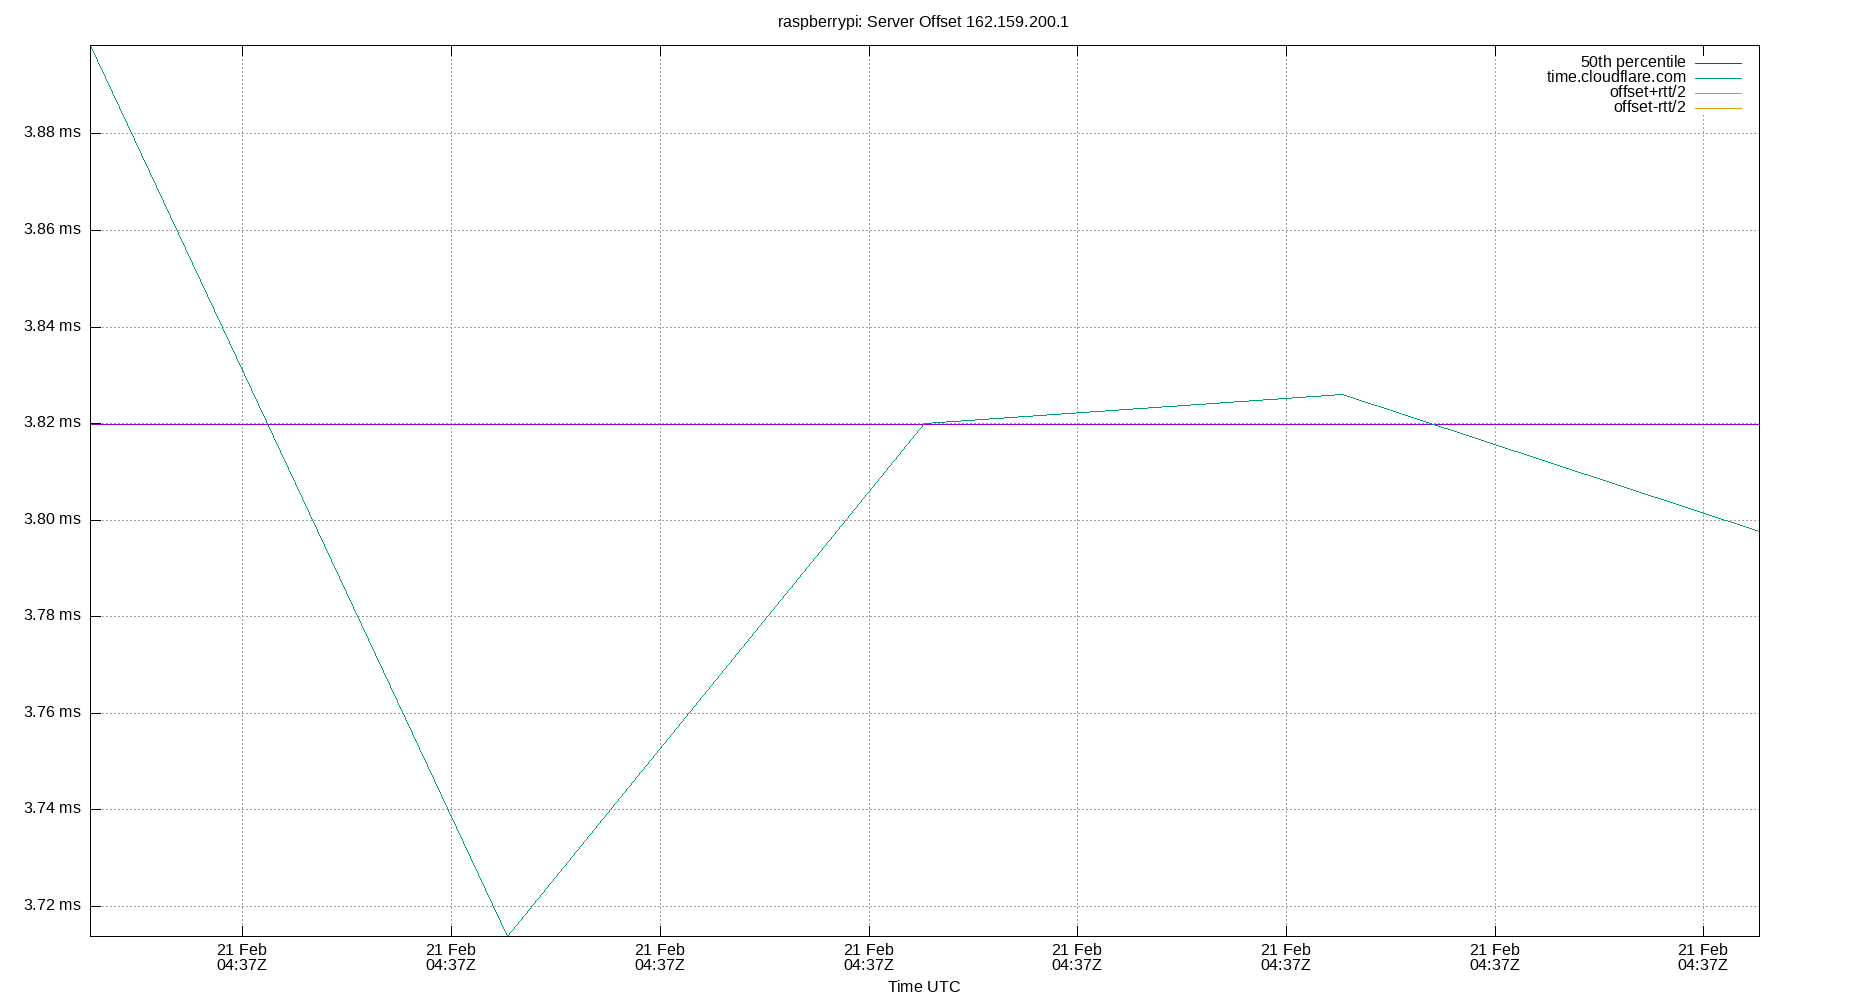 raspberrypi: Server Offset 162.159.200.1
50th percentile
time.cloudflare.com
offset+rtt/2
offset-rtt/2
3.88 ms
3.86 ms
3.84 ms
3.82 ms
3.80 ms
3.78 ms
3.76 ms
3.74 ms
3.72 ms
21 Feb 21 Feb 21 Feb 21 Feb 21 Feb 21 Feb 21 Feb 21 Feb
04:37Z 04:37Z 04:37Z 04:37Z 04:37Z 04:37Z 04:37Z 04:37Z
Time UTC